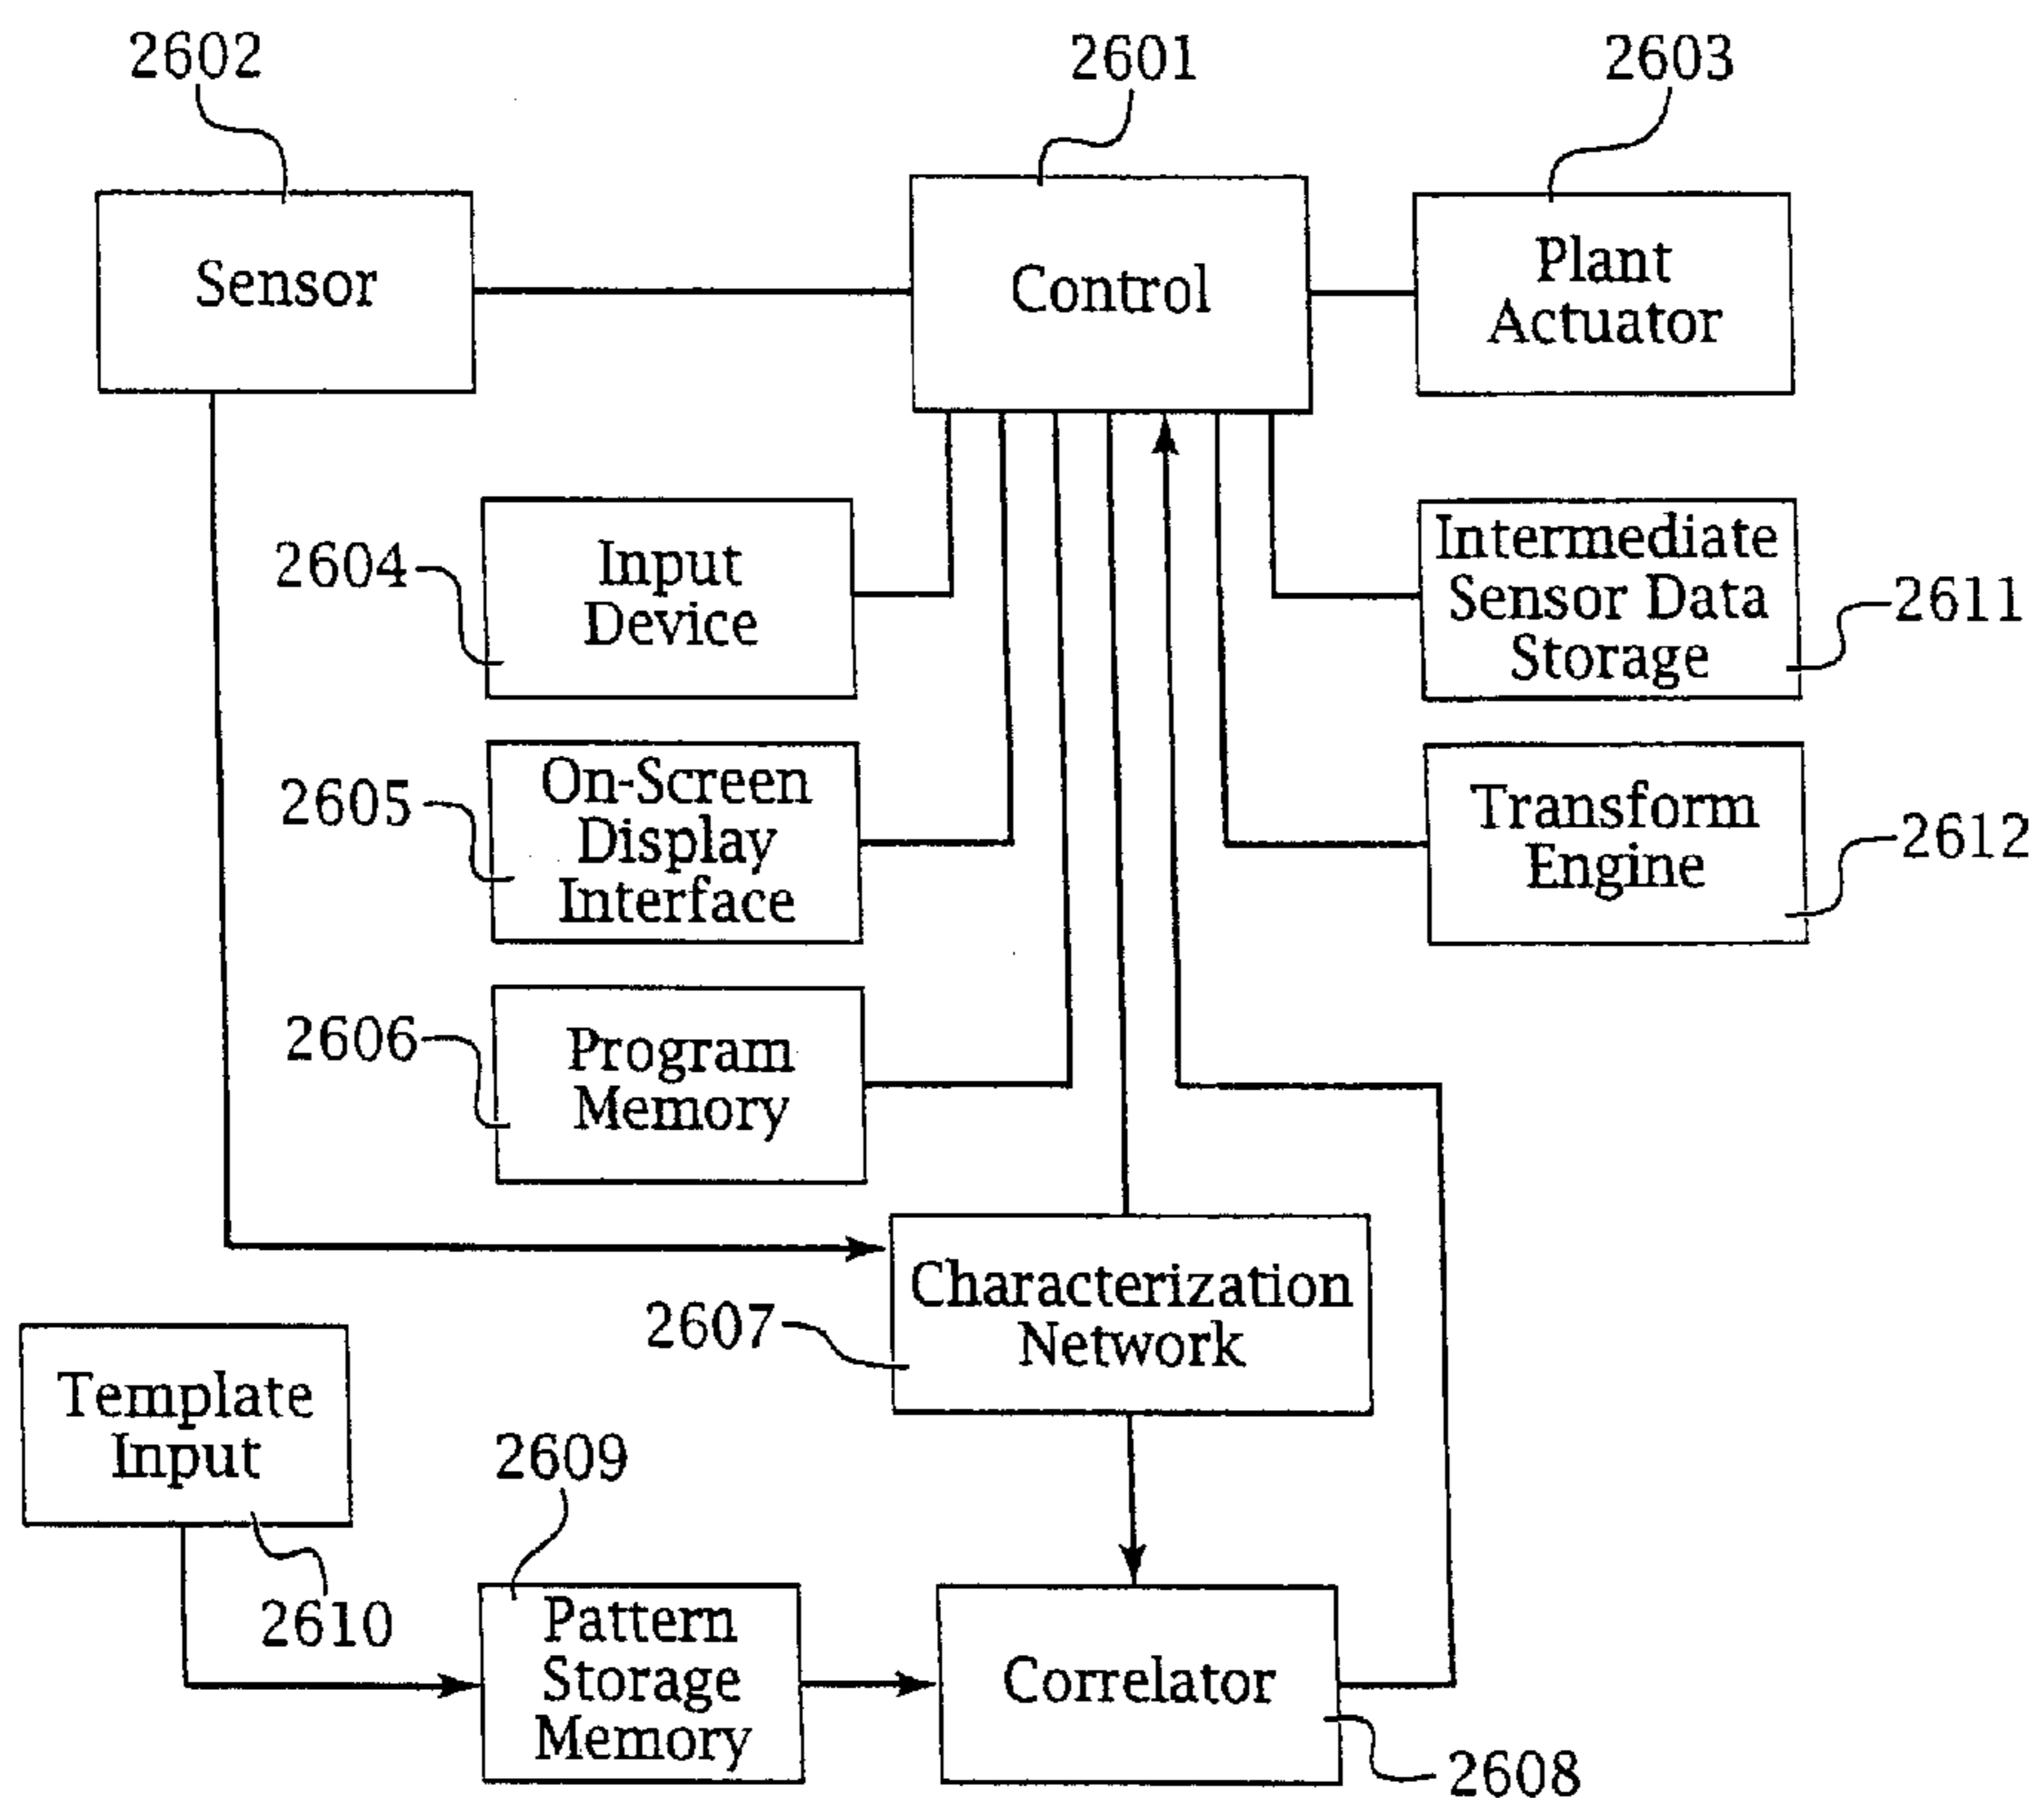 2602
2601
2603
Sensor
Control
Plant
Actuator
2604
Input
Device
Intermediate
Sensor Data
Storage
2611
2605
On-Screen
Display
Interface
Transform
Engine
2612
2606
Program
Memory
Characterization
Network
2607
Template
Input
2610
2609
Pattern
Storage
Memory
Correlator
2608